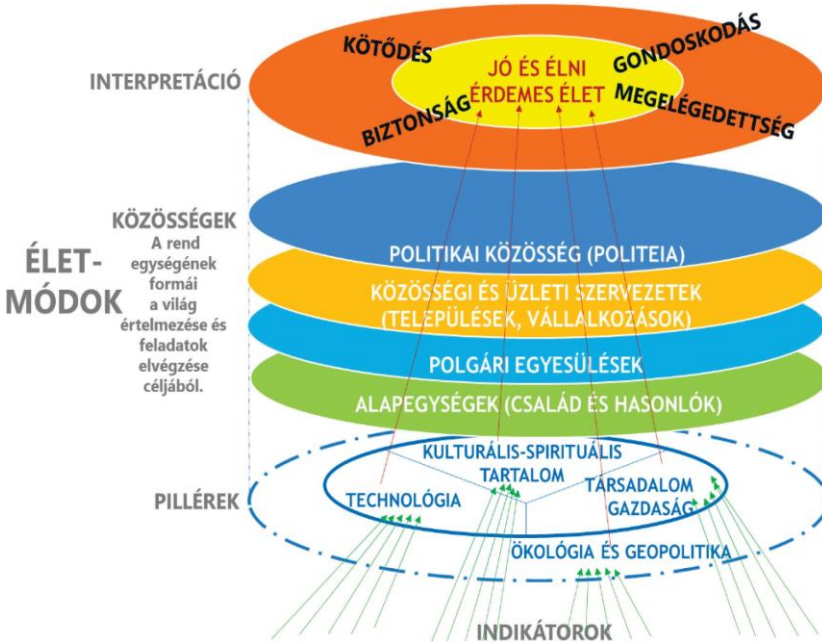 INTERPRETÁCIÓ
KÖTŐDÉS
GONDOSKODÁS
JÓ ÉS ÉLNI
ÉRDEMES ÉLET
BIZTONSÁG
MEGELÉGEDETTSÉG
ÉLET-
MÓDOK
KÖZÖSSÉGEK
A rend
egységének
formái
a világ
értelmezése és
feladatok
elvégzése
céljából.
POLITIKAI KÖZÖSSÉG (POLITEIA)
KÖZÖSSÉGI ÉS ÜZLETI SZERVEZETEK
(TELEPÜLÉSEK, VÁLLALKOZÁSOK)
POLGÁRI EGYESÜLÉSEK
ALAPEGYSÉGEK (CSALÁD ÉS HASONLÓK)
PILLÉREK
KULTURÁLIS-SPIRITUÁLIS
TARTALOM
TECHNOLÓGIA
TÁRSADALOM
GAZDASÁG
ÖKOLÓGIA ÉS GEOPOLITIKA
INDIKÁTOROK